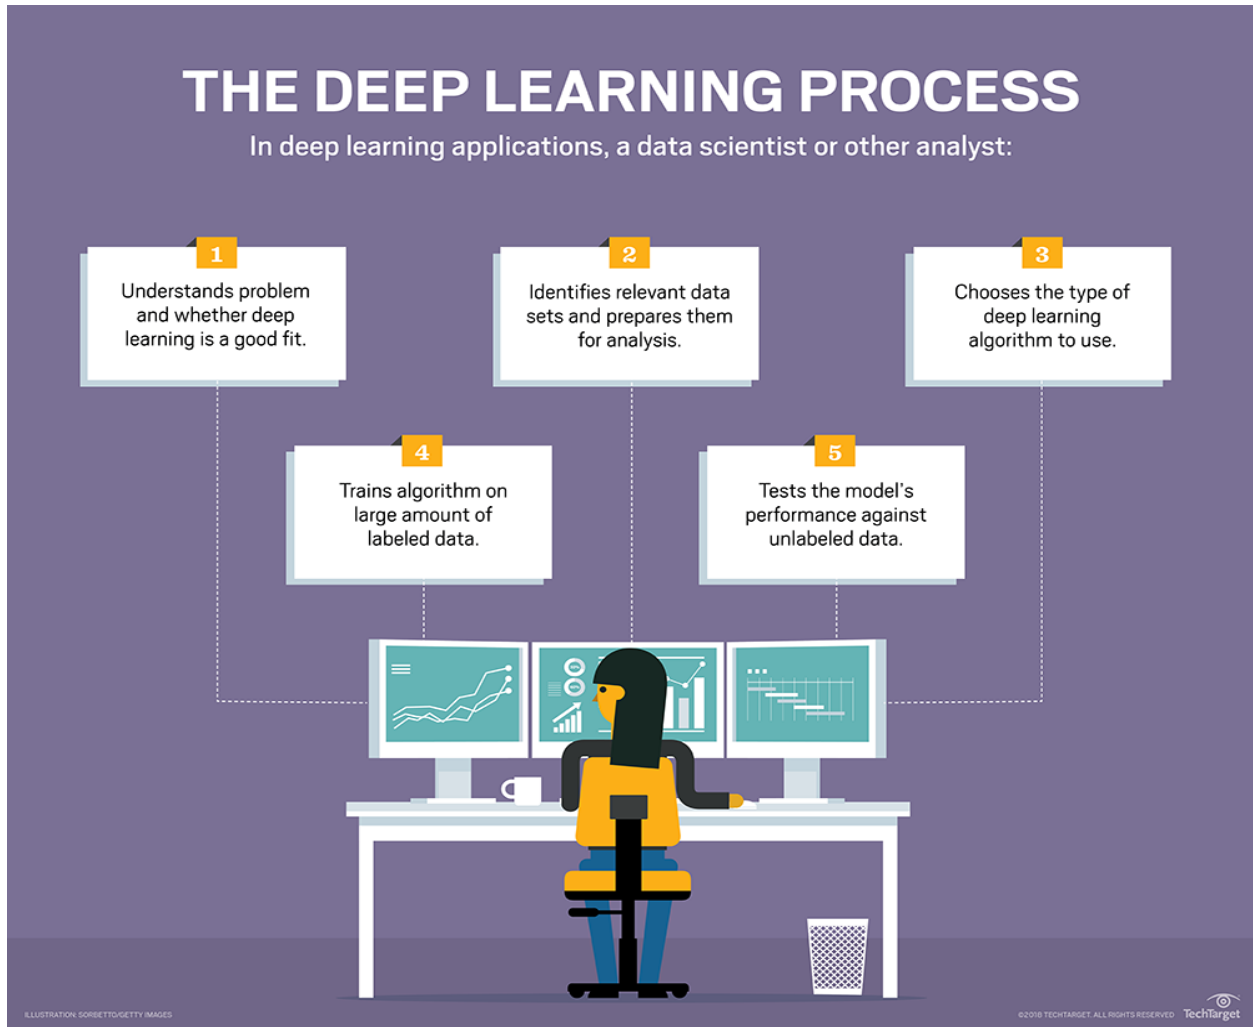 THE DEEP LEARNING PROCESS
In deep learning applications, a data scientist or other analyst:
1
Understands problem
and whether deep
learning is a good fit.
2
Identifies relevant data
sets and prepares them
for analysis.
3
Chooses the type of
deep learning
algorithm to use.
4
Trains algorithm on
large amount of
labeled data.
5
Tests the model's
performance against
unlabeled data.
ILLUSTRATION: SORBETTO/GETTY IMAGES
©2018 TECHTARGET. ALL RIGHTS RESERVED
TechTarget